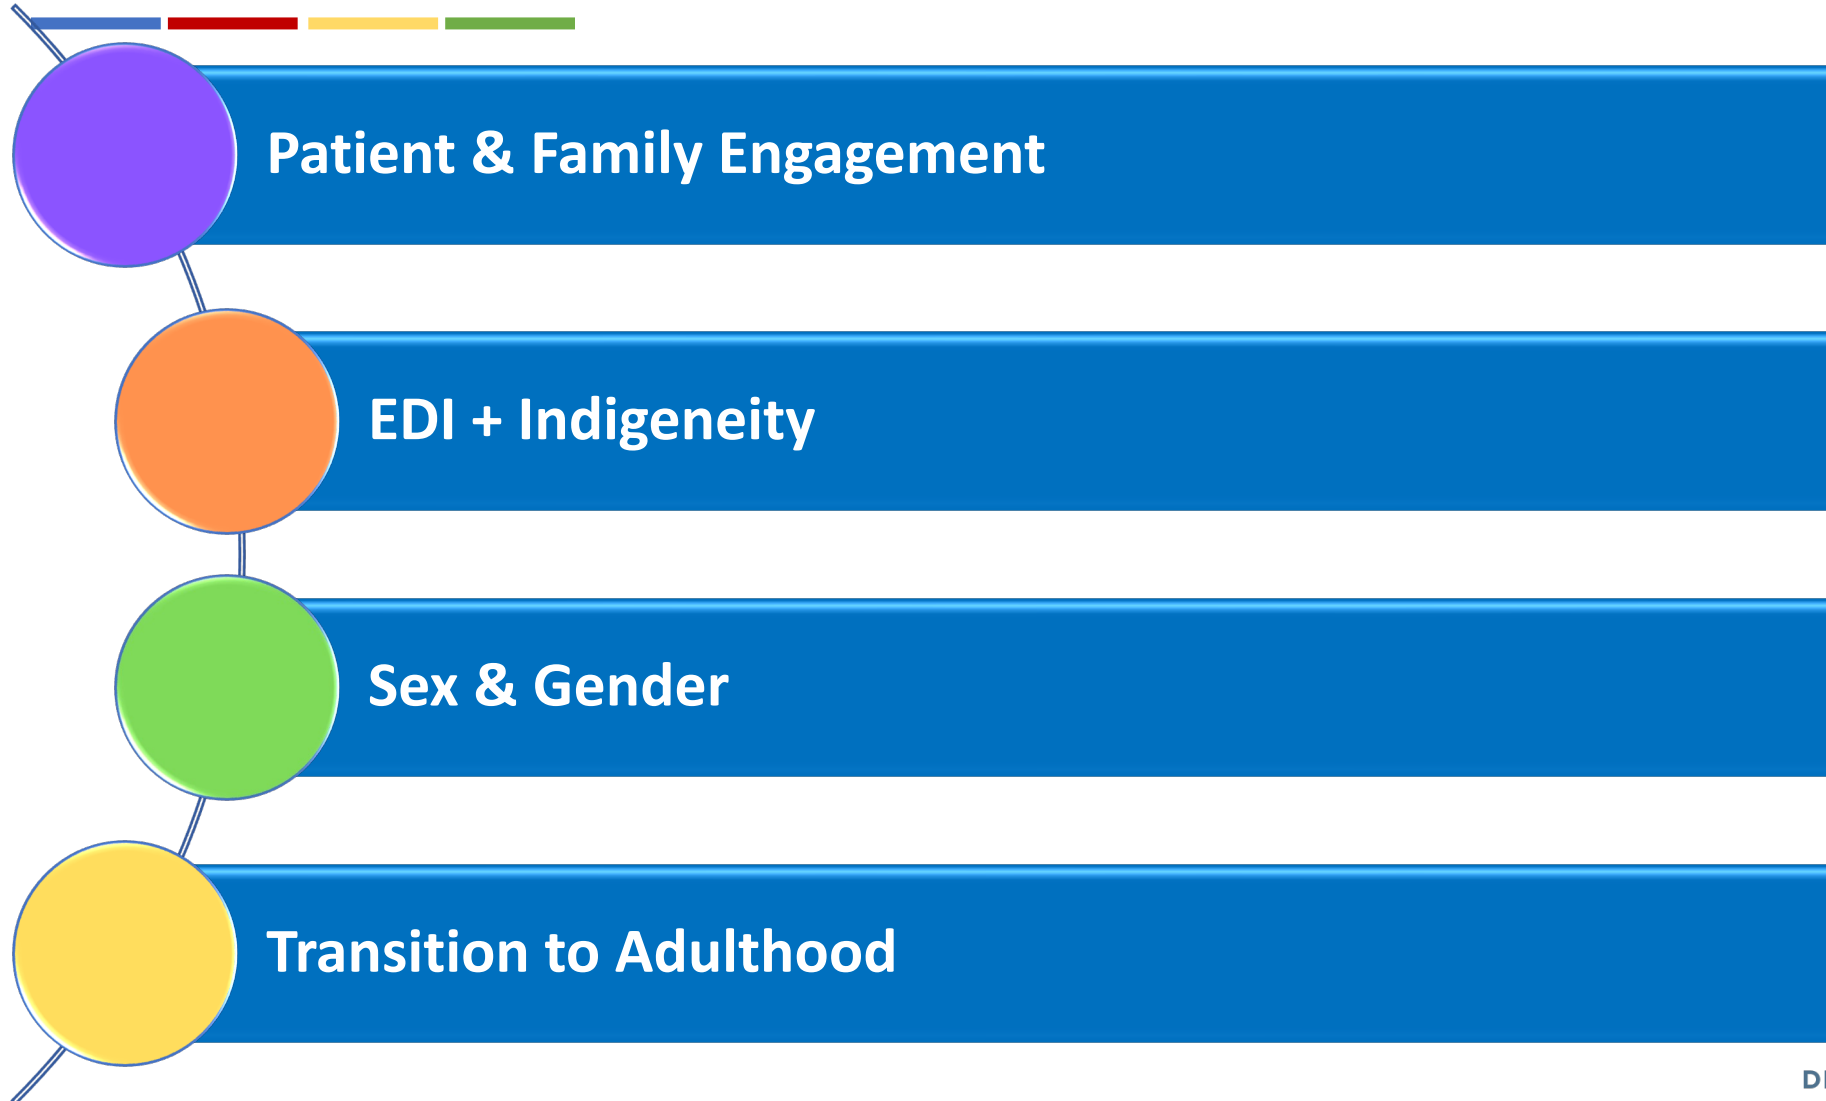 Patient & Family Engagement
EDI + Indigeneity
Sex & Gender
Transition to Adulthood